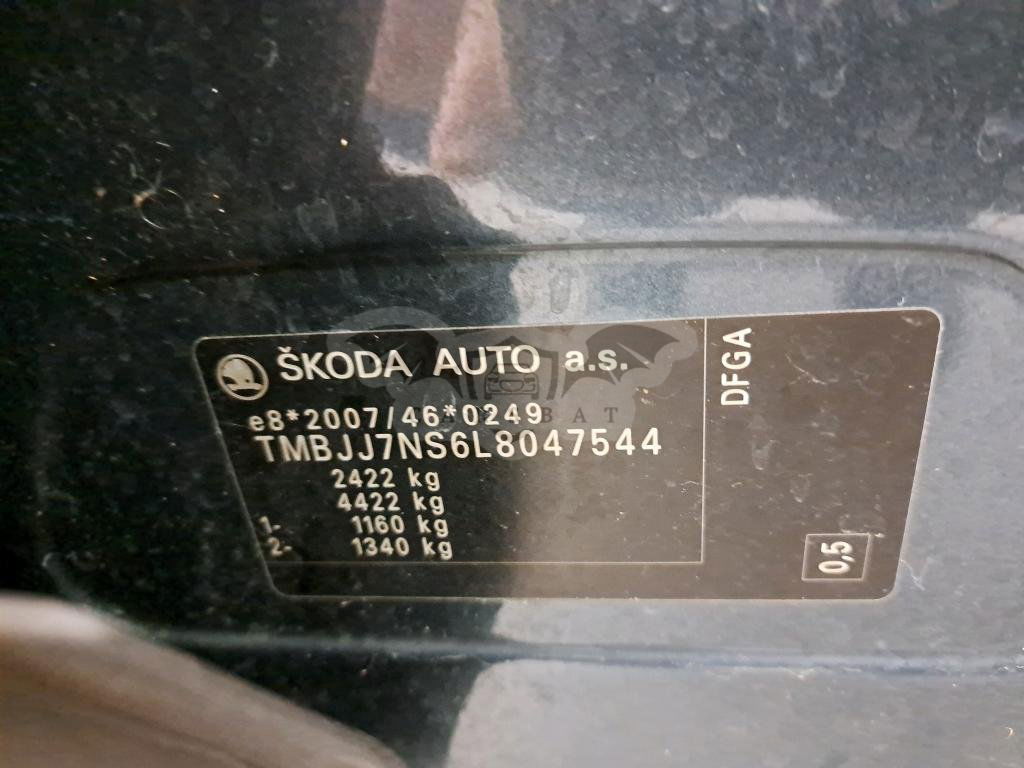 ŠKODA AUTO a.s.
e8*2007/46*0249
TMBJJ7NS6L8047544
2422 kg
4422 kg
1- 1160 kg
2- 1340 kg
DFGA
0,5